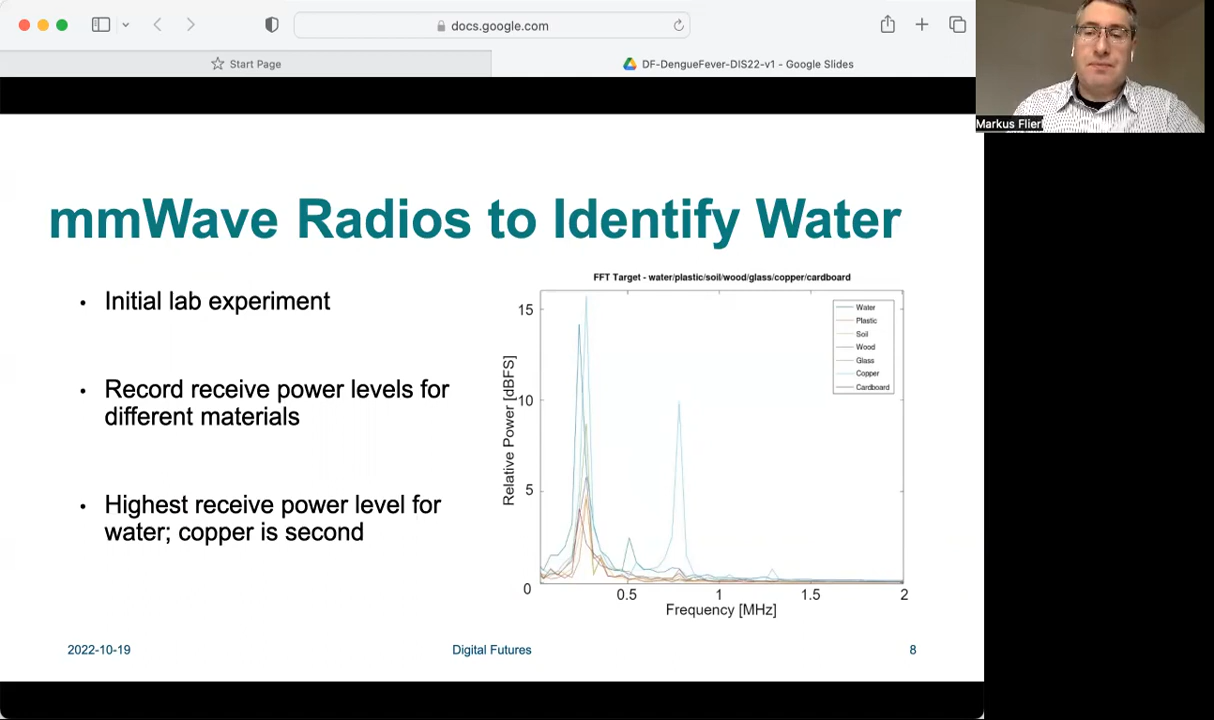 docs.google.com
Start Page
DF-DengueFever-DIS22-v1 - Google Slides
Markus Flierl
mmWave Radios to Identify Water
• Initial lab experiment
• Record receive power levels for
different materials
• Highest receive power level for
water; copper is second
FFT Target - water/plastic/soil/wood/glass/copper/cardboard
Relative Power [dBFS]
15
10
5
0
0.5
1
1.5
2
Frequency [MHz]
Water
Plastic
Soil
Wood
Glass
Copper
Cardboard
2022-10-19
Digital Futures
8